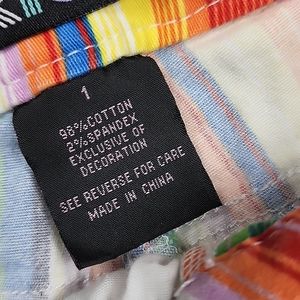 1
98%COTTON
2%SPANDEX
EXCLUSIVE OF
DECORATION
SEE REVERSE FOR CARE
MADE IN CHINA